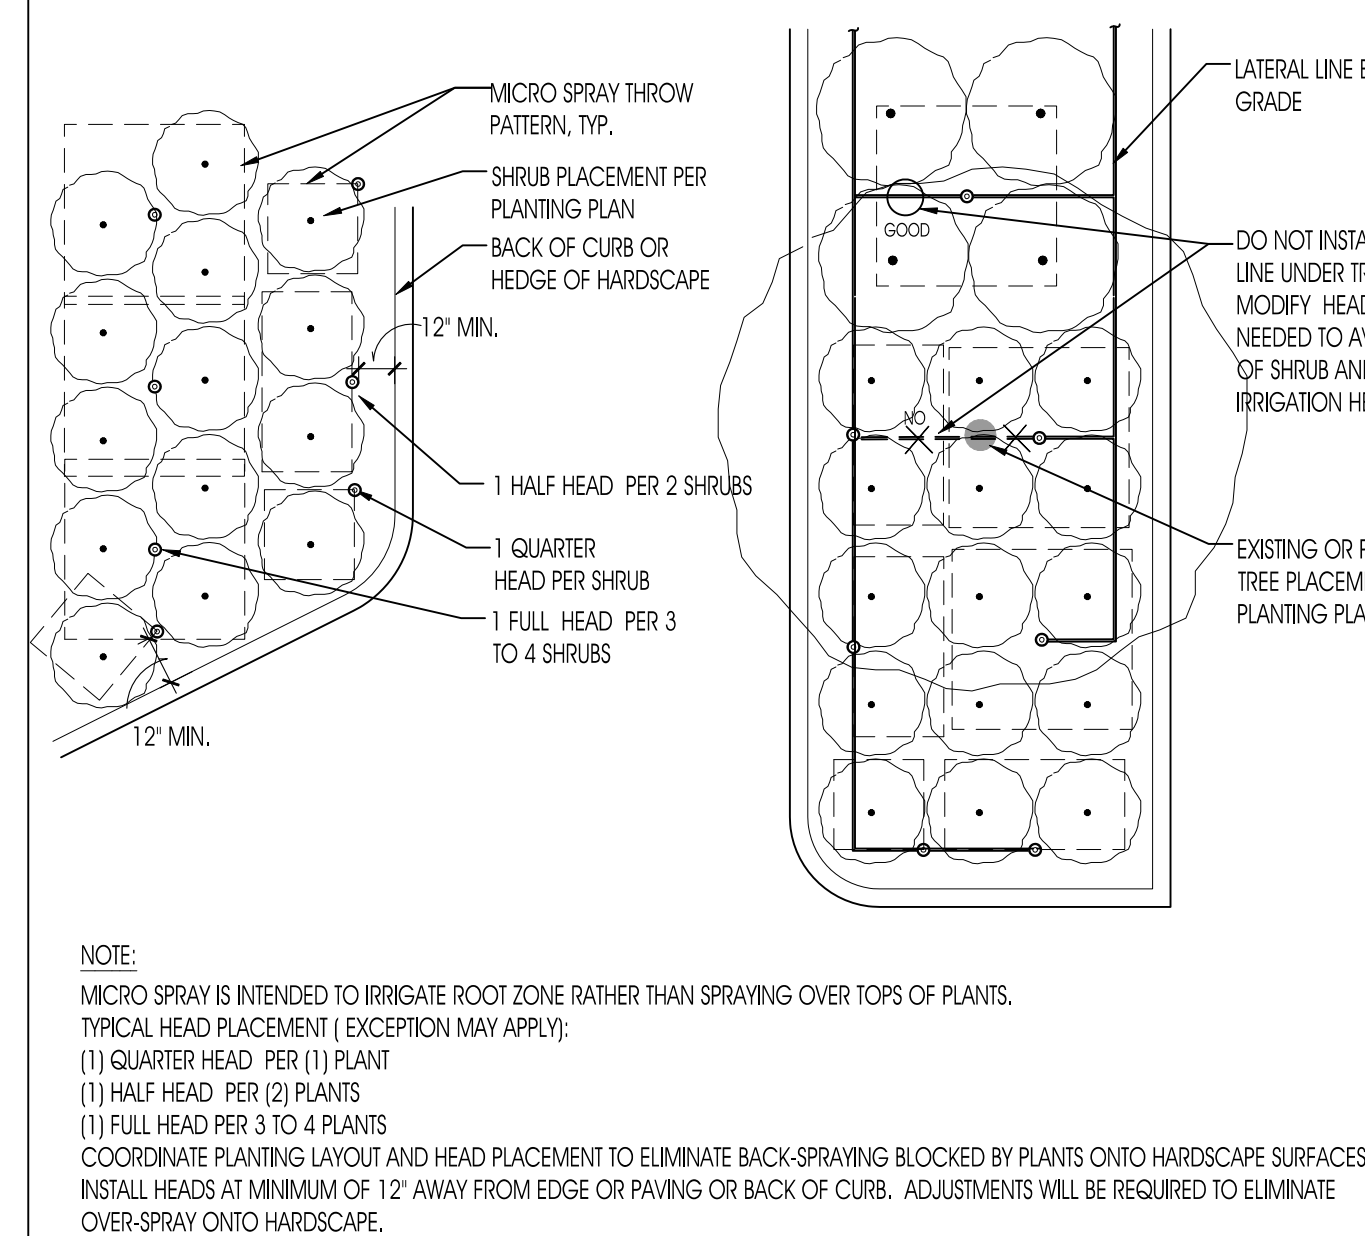 MICRO SPRAY THROW
PATTERN, TYP.
SHRUB PLACEMENT PER
PLANTING PLAN
BACK OF CURB OR
HEDGE OF HARDSCAPE
12" MIN.
1 HALF HEAD PER 2 SHRUBS
1 QUARTER
HEAD PER SHRUB
1 FULL HEAD PER 3
TO 4 SHRUBS
12" MIN.
LATERAL LINE
GRADE
GOOD
DO NOT
LINE UNDER
MODIFY
NEEDED TO
OF SHRUB
IRRIGATION
NO
EXISTING OR
TREE
PLANTING
NOTE:
MICRO SPRAY IS INTENDED TO IRRIGATE ROOT ZONE RATHER THAN SPRAYING OVER TOPS OF PLANTS.
TYPICAL HEAD PLACEMENT ( EXCEPTION MAY APPLY):
(1) QUARTER HEAD PER (1) PLANT
(1) HALF HEAD PER (2) PLANTS
(1) FULL HEAD PER 3 TO 4 PLANTS
COORDINATE PLANTING LAYOUT AND HEAD PLACEMENT TO ELIMINATE BACK-SPRAYING BLOCKED BY PLANTS ONTO HARDSCAPE SURFACES
INSTALL HEADS AT MINIMUM OF 12" AWAY FROM EDGE OR PAVING OR BACK OF CURB. ADJUSTMENTS WILL BE REQUIRED TO ELIMINATE
OVER-SPRAY ONTO HARDSCAPE.